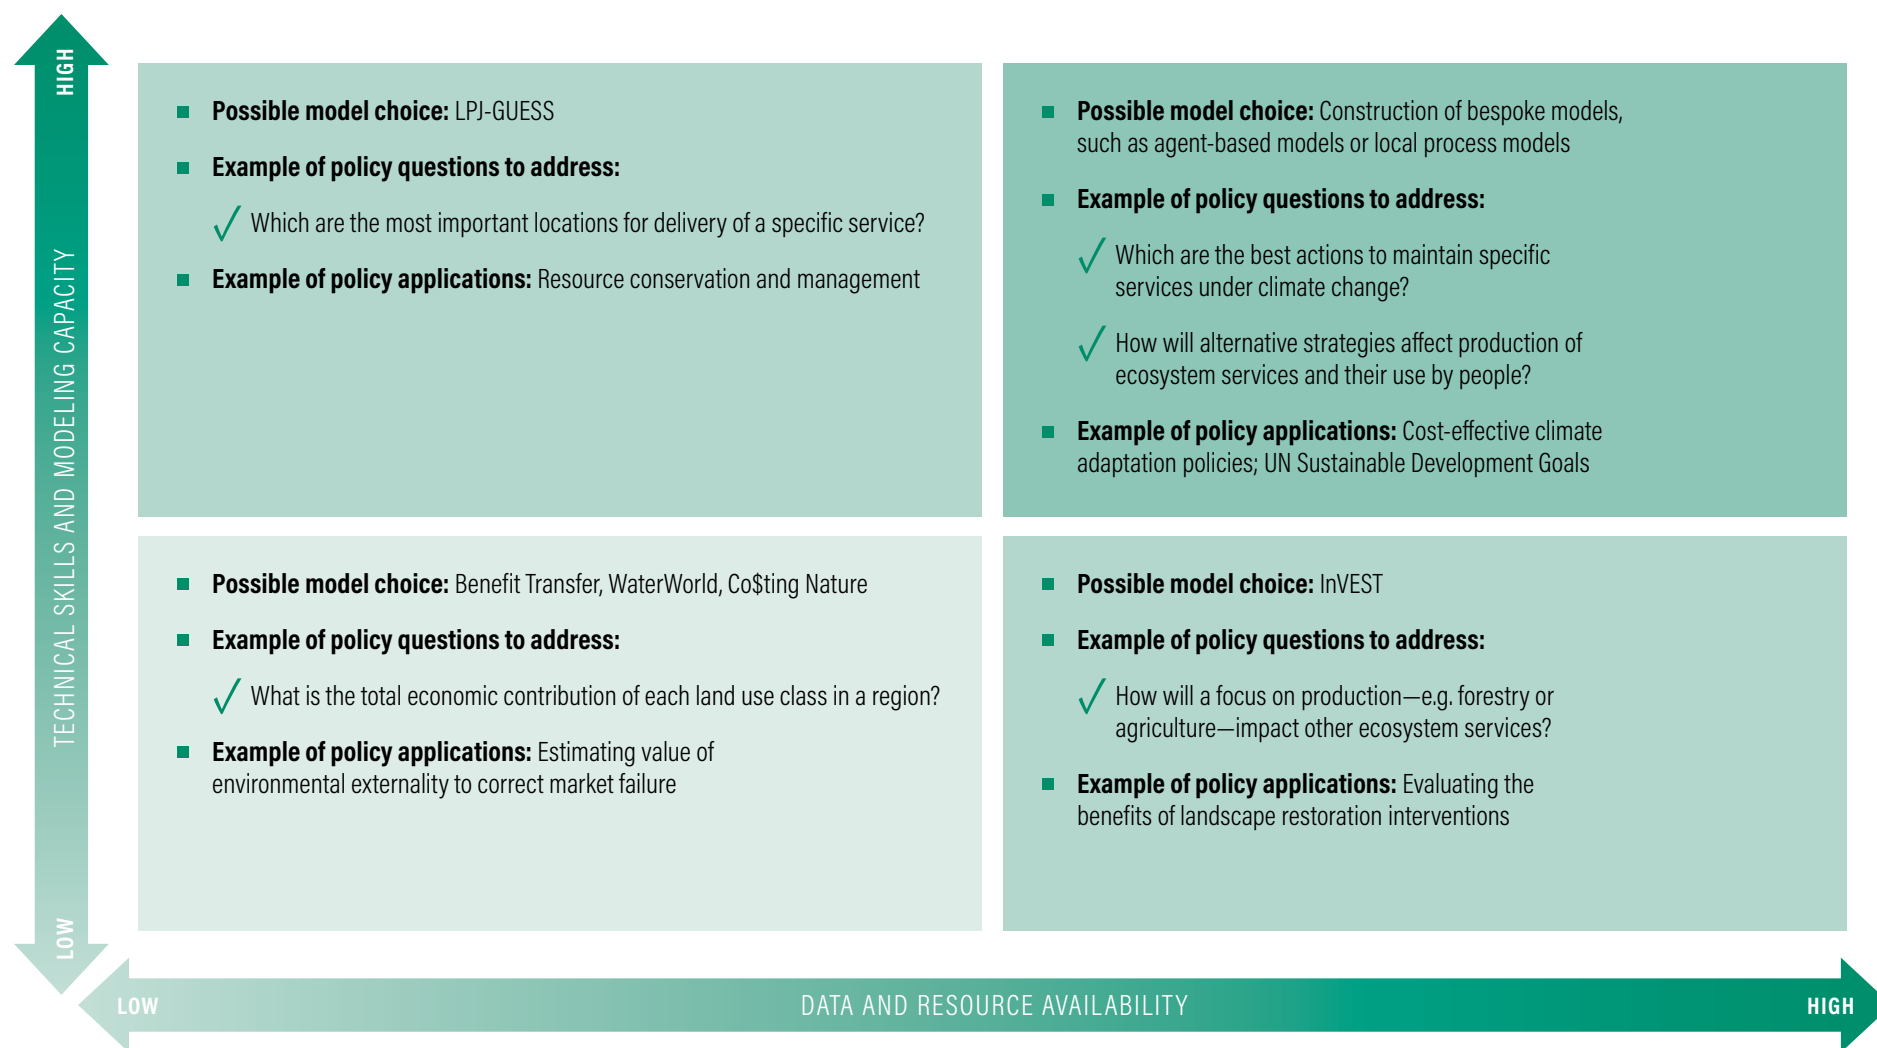 HIGH
TECHNICAL SKILLS AND MODELING CAPACITY
LOW
Possible model choice: LPJ-GUESS
Example of policy questions to address:
Which are the most important locations for delivery of a specific service?
Example of policy applications: Resource conservation and management
Possible model choice: Construction of bespoke models,
such as agent-based models or local process models
Example of policy questions to address:
Which are the best actions to maintain specific
services under climate change?
How will alternative strategies affect production of
ecosystem services and their use by people?
Example of policy applications: Cost-effective climate
adaptation policies; UN Sustainable Development Goals
Possible model choice: Benefit Transfer, WaterWorld, Co$ting Nature
Example of policy questions to address:
What is the total economic contribution of each land use class in a region?
Example of policy applications: Estimating value of
environmental externality to correct market failure
Possible model choice: InVEST
Example of policy questions to address:
How will a focus on production—e.g. forestry or
agriculture—impact other ecosystem services?
Example of policy applications: Evaluating the
benefits of landscape restoration interventions
LOW
DATA AND RESOURCE AVAILABILITY
HIGH